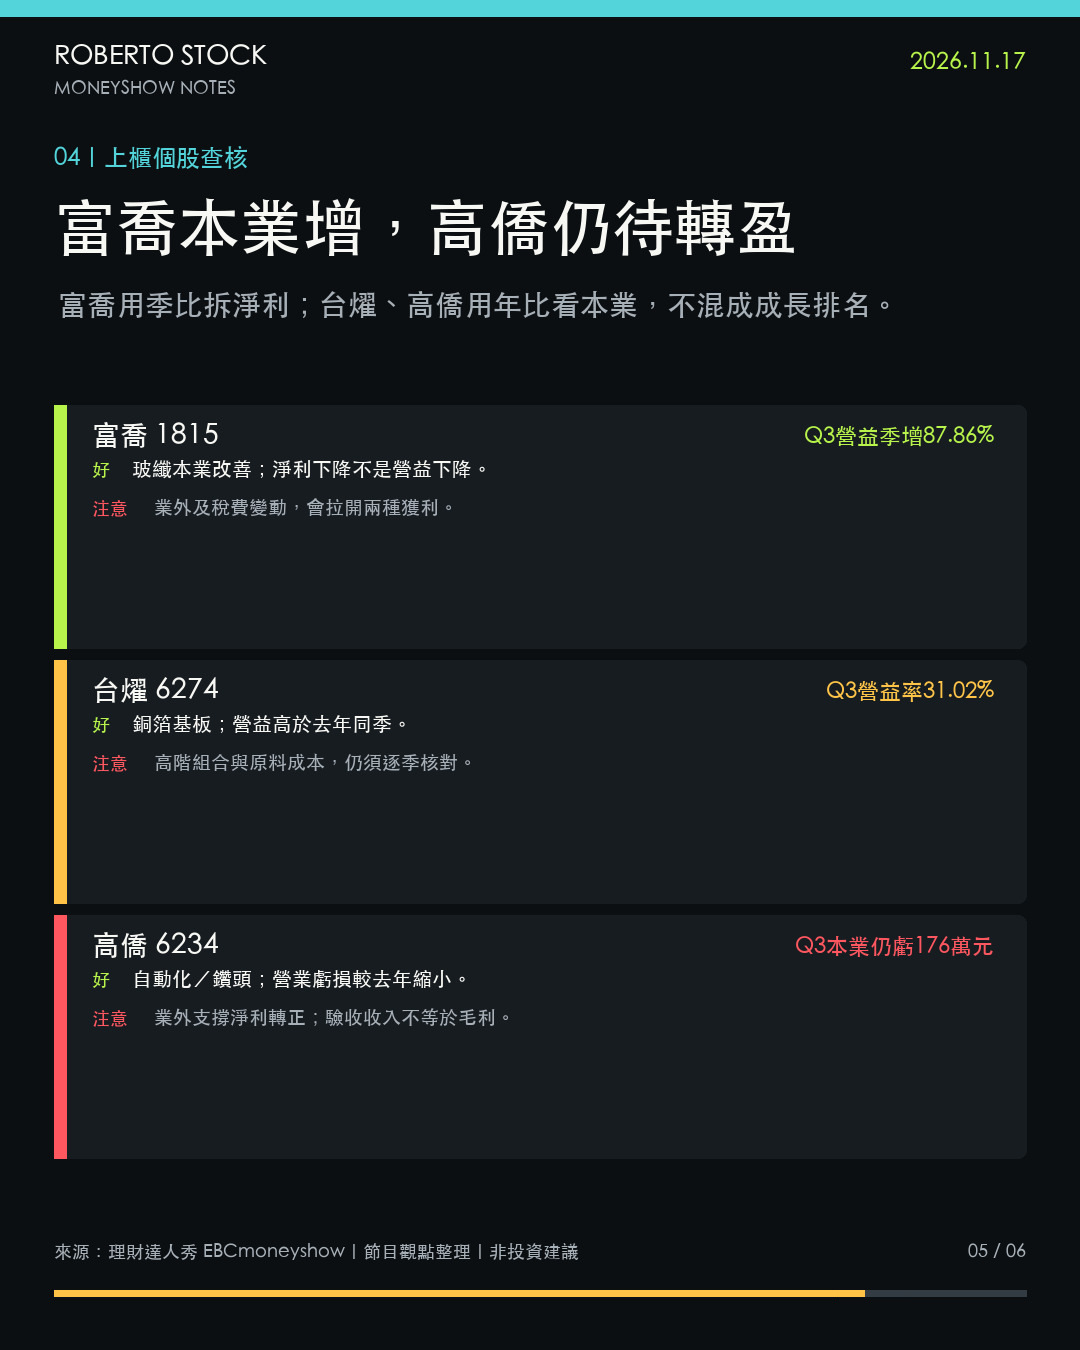 ROBERTO STOCK
MONEYSHOW NOTES
2026.11.17
04｜上櫃個股查核
富喬本業增，高僑仍待轉盈
富喬用季比拆淨利；台燿、高僑用年比看本業，不混成成長排名。
富喬 1815
Q3營益季增87.86%
好 玻纖本業改善；淨利下降不是營益下降。
注意 業外及稅費變動，會拉開兩種獲利。
台燿 6274
Q3營益率31.02%
好 銅箔基板；營益高於去年同季。
注意 高階組合與原料成本，仍須逐季核對。
高僑 6234
Q3本業仍虧176萬元
好 自動化／鑽頭；營業虧損較去年縮小。
注意 業外支撐淨利轉正；驗收收入不等於毛利。
來源：理財達人秀 EBCmoneyshow｜節目觀點整理｜非投資建議
05 / 06